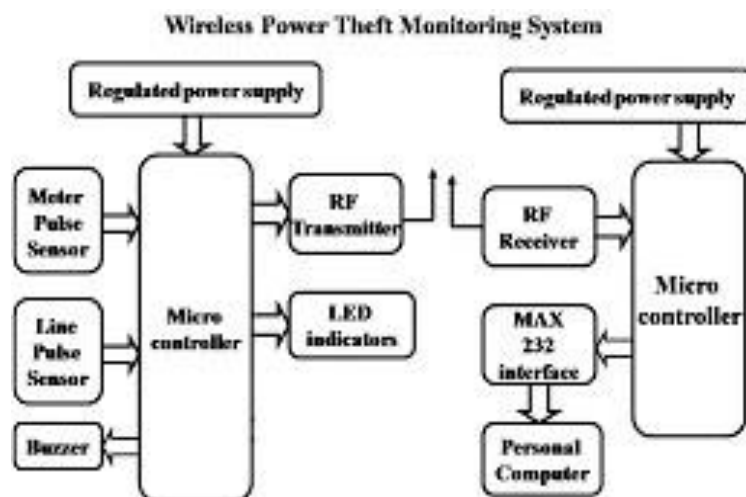 Wireless Power Theft Monitoring System
Regulated power supply
Regulated power supply
Meter
Pulse
Sensor
RF
Transmitter
RF
Receiver
Micro
controller
Line
Pulse
Sensor
Micro
controller
LED
indicators
MAX
232
interface
Buzzer
Personal
Computer